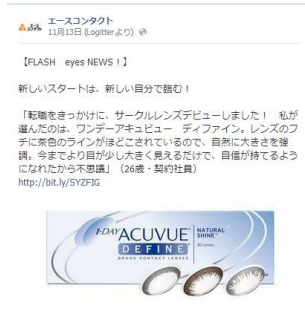 エースコンタクト
11月13日 (Logitterより)
【FLASH eyes NEWS！】
新しいスタートは、新しい自分で臨む！
「転職をきっかけに、サークルレンズデビューしました！ 私が
選んだのは、ワンデーアキュビュー ディファイン。レンズのフ
チに茶色のラインがほどこされているので、自然に大きさを強
調。今までより目が少し大きく見えるだけで、自信が持てるよう
になれたから不思議」（26歳・契約社員）
http://bit.ly/SYZFIG
1·DAY ACUVUE
DEFINE
BRAND CONTACT LENSES
NATURAL
SHINE